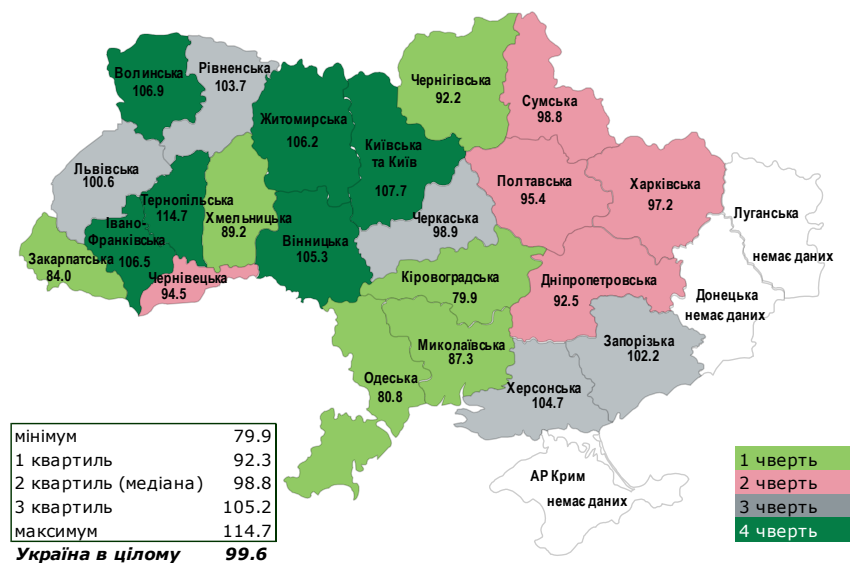 Волинська
106.9
Рівненська
103.7
Житомирська
106.2
Київська
та Київ
107.7
Чернігівська
92.2
Сумська
98.8
Львівська
100.6
Тернопільська
114.7
Хмельницька
89.2
Івано-
Франківська
106.5
Закарпатська
84.0
Чернівецька
94.5
Вінницька
105.3
Черкаська
98.9
Полтавська
95.4
Харківська
97.2
Луганська
немає даних
Донецька
немає даних
Кіровоградська
79.9
Дніпропетровська
92.5
Запорізька
102.2
Миколаївська
87.3
Одеська
80.8
Херсонська
104.7
АР Крим
немає даних
мінімум 79.9
1 квартиль 92.3
2 квартиль (медіана) 98.8
3 квартиль 105.2
максимум 114.7
Україна в цілому 99.6
1 чверть
2 чверть
3 чверть
4 чверть